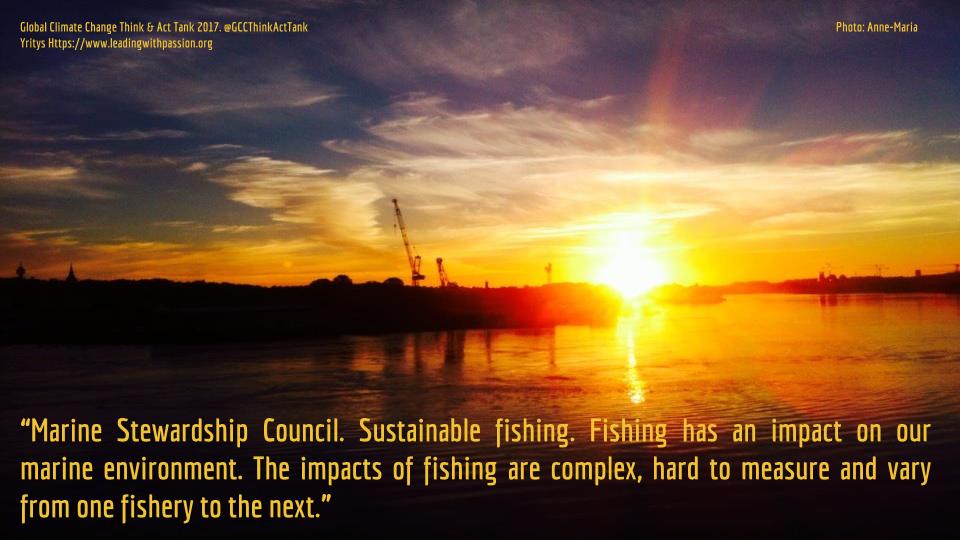 Global Climate Change Think & Act Tank 2017. @GCCThinkActTank
Yritys Https://www.leadingwithpassion.org
Photo: Anne-Maria
“Marine Stewardship Council. Sustainable fishing. Fishing has an impact on our
marine environment. The impacts of fishing are complex, hard to measure and vary
from one fishery to the next.”